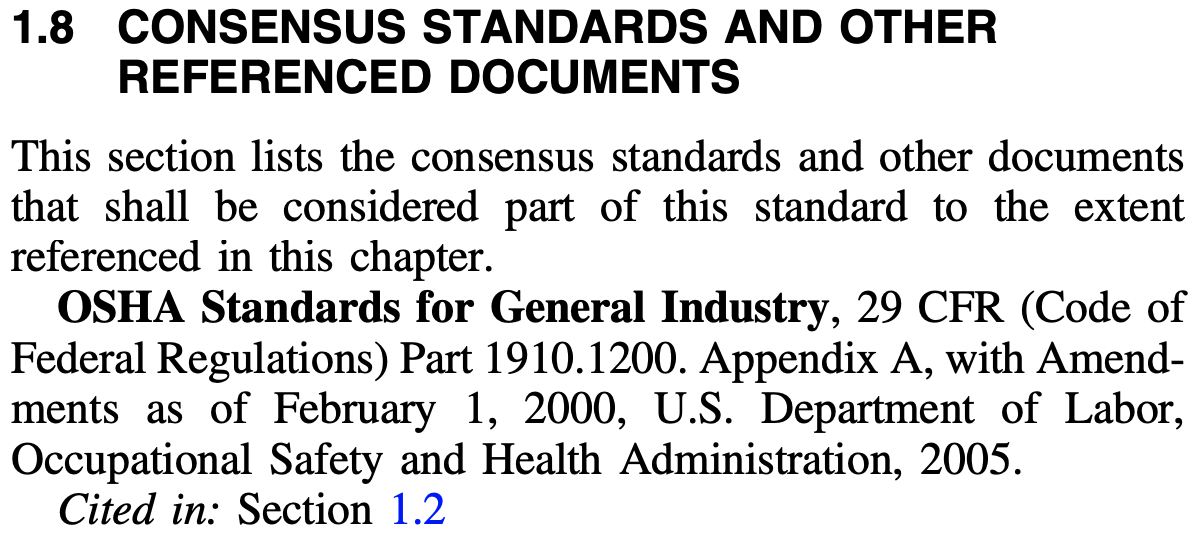 1.8 CONSENSUS STANDARDS AND OTHER
REFERENCED DOCUMENTS
This section lists the consensus standards and other documents
that shall be considered part of this standard to the extent
referenced in this chapter.
OSHA Standards for General Industry, 29 CFR (Code of
Federal Regulations) Part 1910.1200. Appendix A, with Amend-
ments as of February 1, 2000, U.S. Department of Labor,
Occupational Safety and Health Administration, 2005.
Cited in: Section 1.2